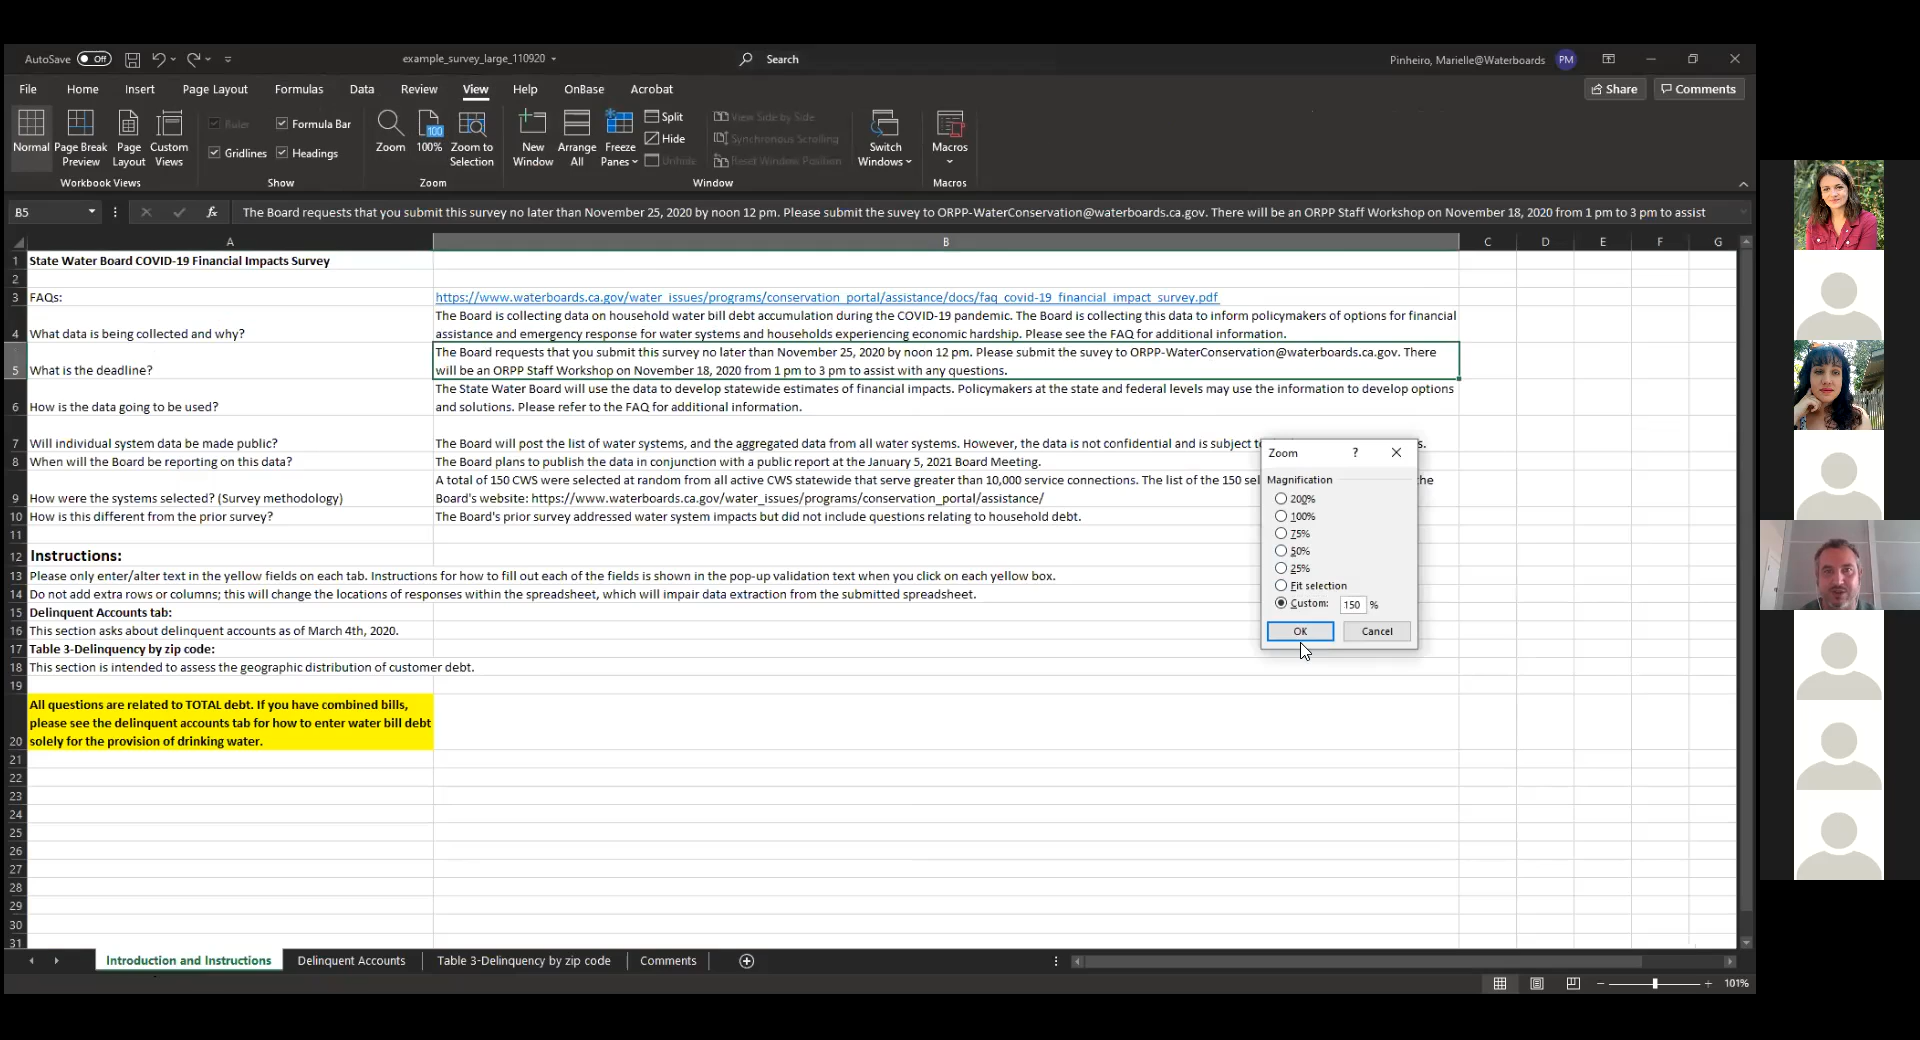 AutoSave Off example_survey_large_110920 Search Pinheiro, Marielle@Waterboards PM
File Home Insert Page Layout Formulas Data Review View Help OnBase Acrobat Share Comments
Normal Page Break Preview Page Layout Custom Views
Workbook Views
Ruler Formula Bar
Gridlines Headings
Show
Zoom 100% Zoom to Selection
Zoom
New Window Arrange All Freeze Panes
Split
Hide
Unhide
View Side by Side
Synchronous Scrolling
Reset Window Position
Window
Switch Windows
Macros
Macros
B5 fx The Board requests that you submit this survey no later than November 25, 2020 by noon 12 pm. Please submit the suvey to ORPP-WaterConservation@waterboards.ca.gov. There will be an ORPP Staff Workshop on November 18, 2020 from 1 pm to 3 pm to assist
A B C D E F G
1 State Water Board COVID-19 Financial Impacts Survey
2
3 FAQs: https://www.waterboards.ca.gov/water_issues/programs/conservation_portal/assistance/docs/faq_covid-19_financial_impact_survey.pdf
The Board is collecting data on household water bill debt accumulation during the COVID-19 pandemic. The Board is collecting this data to inform policymakers of options for financial
4 What data is being collected and why? assistance and emergency response for water systems and households experiencing economic hardship. Please see the FAQ for additional information.
The Board requests that you submit this survey no later than November 25, 2020 by noon 12 pm. Please submit the suvey to ORPP-WaterConservation@waterboards.ca.gov. There
5 What is the deadline? will be an ORPP Staff Workshop on November 18, 2020 from 1 pm to 3 pm to assist with any questions.
The State Water Board will use the data to develop statewide estimates of financial impacts. Policymakers at the state and federal levels may use the information to develop options
6 How is the data going to be used? and solutions. Please refer to the FAQ for additional information.
7 Will individual system data be made public? The Board will post the list of water systems, and the aggregated data from all water systems. However, the data is not confidential and is subject t s.
8 When will the Board be reporting on this data? The Board plans to publish the data in conjunction with a public report at the January 5, 2021 Board Meeting.
A total of 150 CWS were selected at random from all active CWS statewide that serve greater than 10,000 service connections. The list of the 150 sel the
9 How were the systems selected? (Survey methodology) Board's website: https://www.waterboards.ca.gov/water_issues/programs/conservation_portal/assistance/
10 How is this different from the prior survey? The Board's prior survey addressed water system impacts but did not include questions relating to household debt.
11
12 Instructions:
13 Please only enter/alter text in the yellow fields on each tab. Instructions for how to fill out each of the fields is shown in the pop-up validation text when you click on each yellow box.
14 Do not add extra rows or columns; this will change the locations of responses within the spreadsheet, which will impair data extraction from the submitted spreadsheet.
15 Delinquent Accounts tab:
16 This section asks about delinquent accounts as of March 4th, 2020.
17 Table 3-Delinquency by zip code:
18 This section is intended to assess the geographic distribution of customer debt.
19
All questions are related to TOTAL debt. If you have combined bills,
please see the delinquent accounts tab for how to enter water bill debt
20 solely for the provision of drinking water.
21
22
23
24
25
26
27
28
29
30
31
Zoom ?
Magnification
200%
100%
75%
50%
25%
Fit selection
Custom: 150 %
OK Cancel
Introduction and Instructions Delinquent Accounts Table 3-Delinquency by zip code Comments
101%